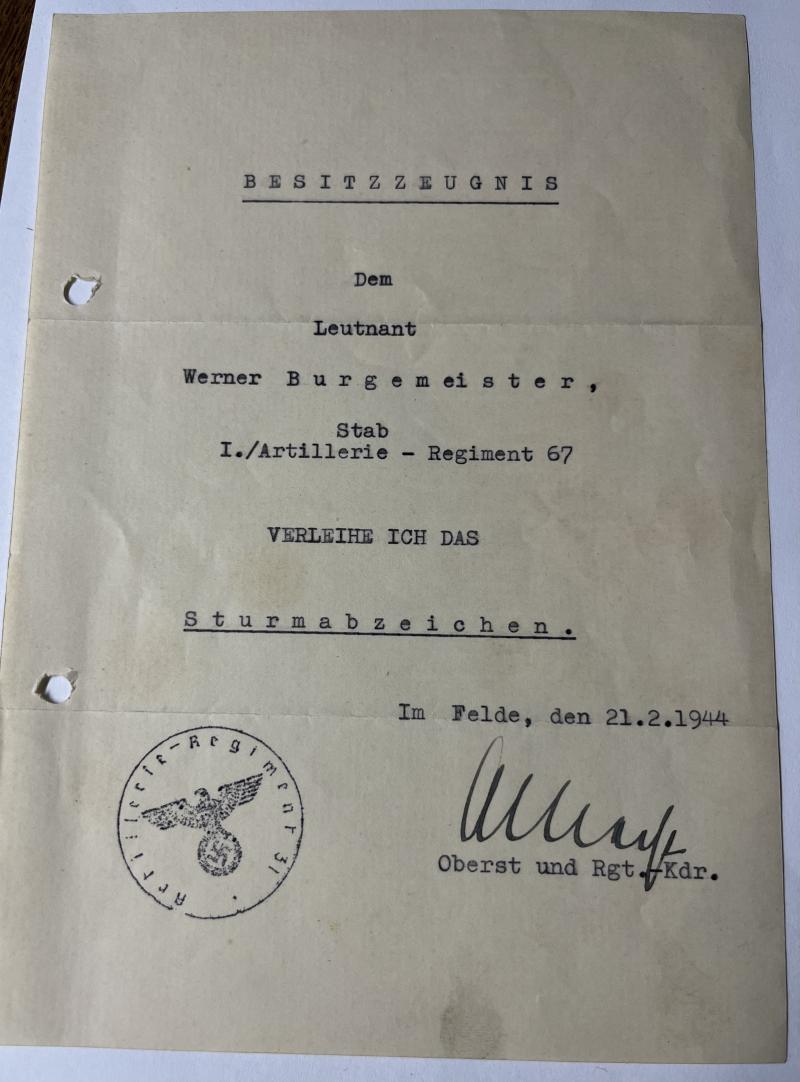 BESITZZEUGNIS
Dem
Leutnant
Werner Burgemeister,
Stab
I./Artillerie - Regiment 67
VERLEIHE ICH DAS
Sturmabzeichen.
Im Felde, den 21.2.1944
Oberst und Rgt.-Kdr.
Artillerie-Regiment 31